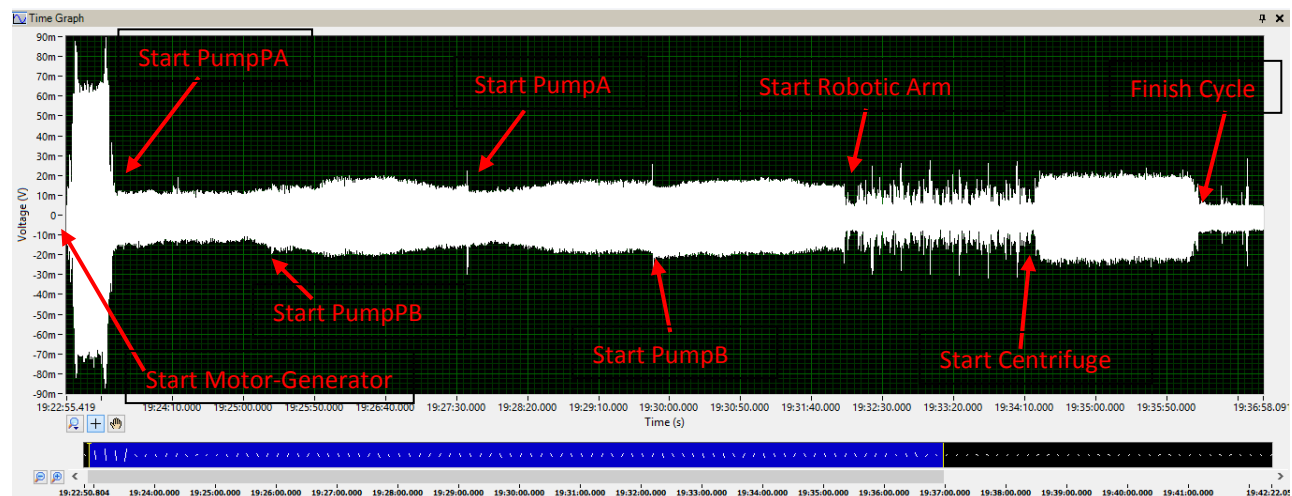 Time Graph
90m
80m
70m
60m
50m
40m
30m
20m
10m
0
-10m
-20m
-30m
-40m
-50m
-60m
-70m
-80m
-90m
Voltage (V)
Start PumpPA
Start PumpA
Start Robotic Arm
Finish Cycle
Start PumpPB
Start PumpB
Start Centrifuge
Start Motor-Generator
19:22:55.419 19:24:10.000 19:25:00.000 19:25:50.000 19:26:40.000 19:27:30.000 19:28:20.000 19:29:10.000 19:30:00.000 19:30:50.000 19:31:40.000 19:32:30.000 19:33:20.000 19:34:10.000 19:35:00.000 19:35:50.000 19:36:58.091
Time (s)
19:22:50.804 19:24:00.000 19:25:00.000 19:26:00.000 19:27:00.000 19:28:00.000 19:29:00.000 19:30:00.000 19:31:00.000 19:32:00.000 19:33:00.000 19:34:00.000 19:35:00.000 19:36:00.000 19:37:00.000 19:38:00.000 19:39:00.000 19:40:00.000 19:41:00.000